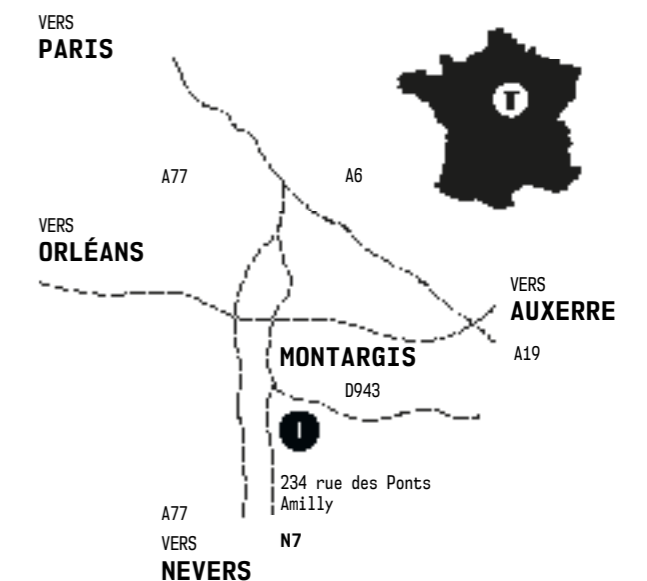 VERS
PARIS
T
A77
A6
VERS
ORLÉANS
VERS
AUXERRE
A19
MONTARGIS
D943
I
234 rue des Ponts
Amilly
A77
N7
VERS
NEVERS